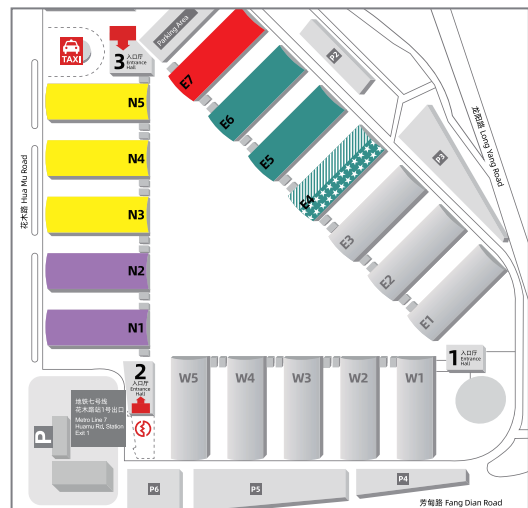 Parking Area
TAXI
3
入口厅
Entrance
Hall
E7
P2
E6
E5
E4
E3
E2
E1
P3
龙阳路 Long Yang Road
花木路 Hua Mu Road
N5
N4
N3
N2
N1
2
入口厅
Entrance
Hall
1
入口厅
Entrance
Hall
W5
W4
W3
W2
W1
P
地铁七号线
花木路站1号出口
Metro Line 7
Huamu Rd, Station
Exit 1
P6
P5
P4
芳甸路 Fang Dian Road